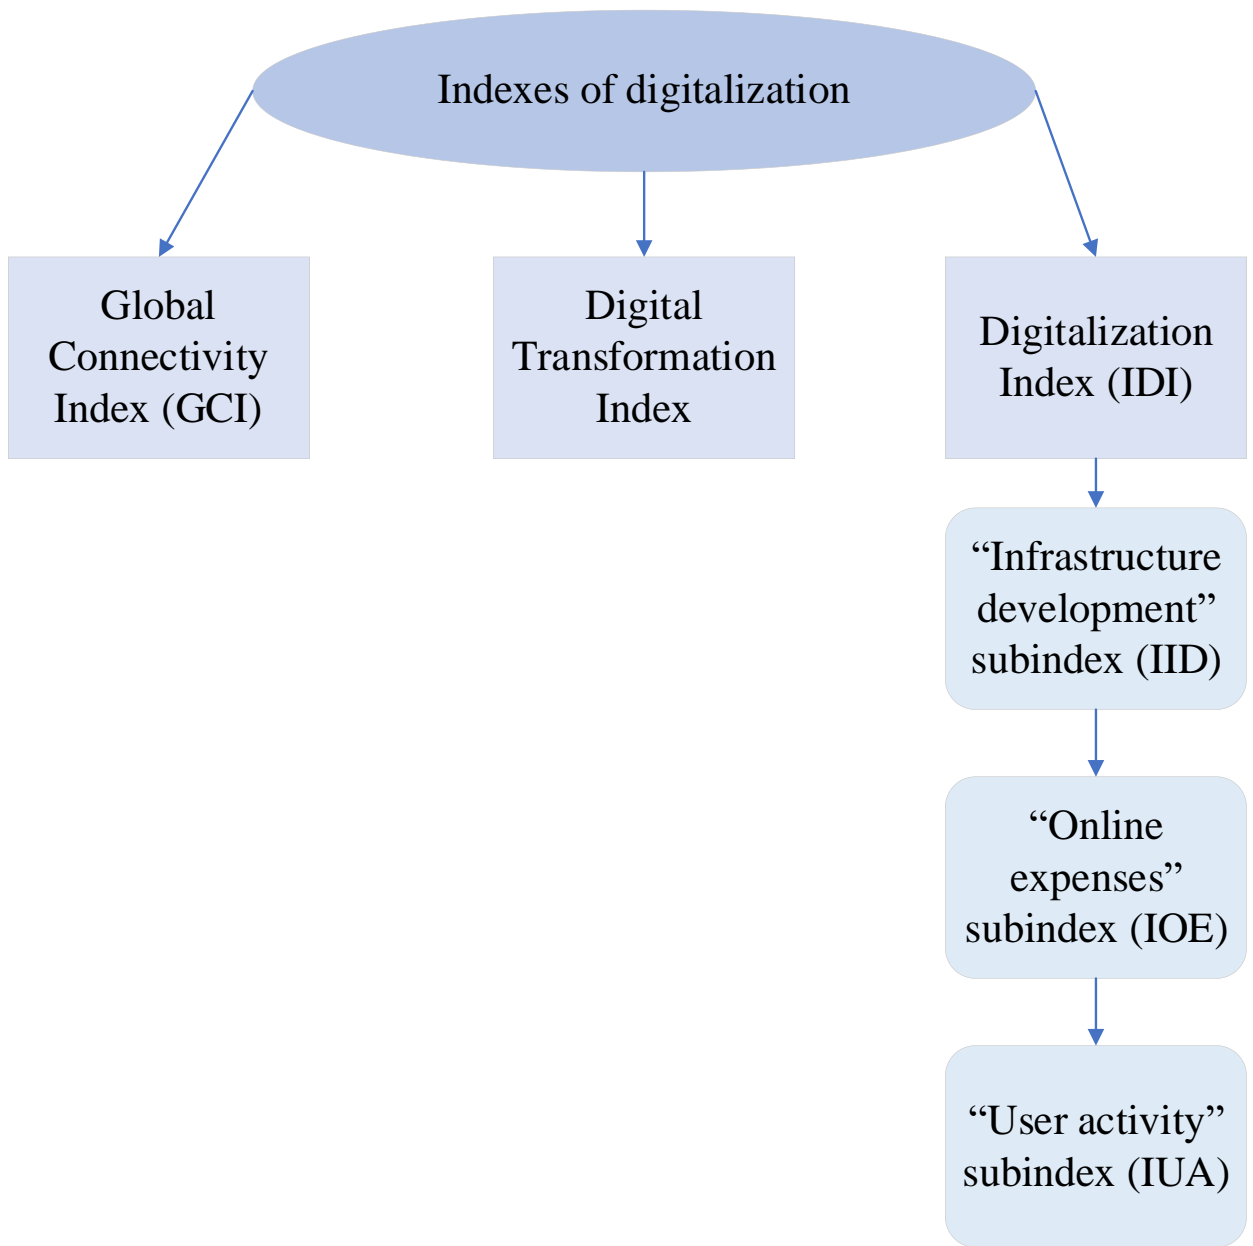 Indexes of digitalization
Global
Connectivity
Index (GCI)
Digital
Transformation
Index
Digitalization
Index (IDI)
“Infrastructure
development”
subindex (IID)
“Online
expenses”
subindex (IOE)
“User activity”
subindex (IUA)